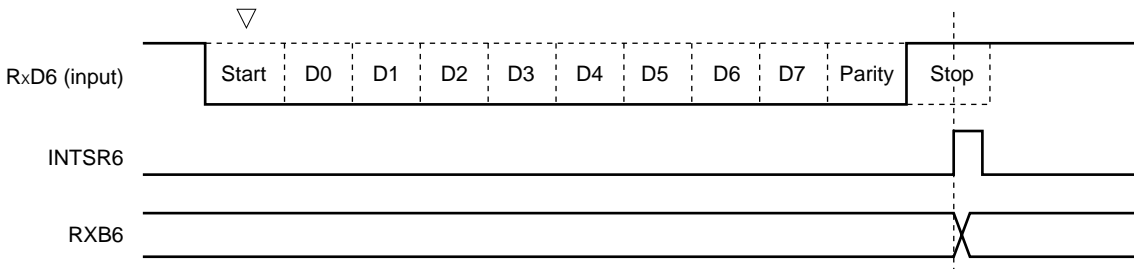 RxD6 (input) Start D0 D1 D2 D3 D4 D5 D6 D7 Parity Stop
INTSR6
RXB6